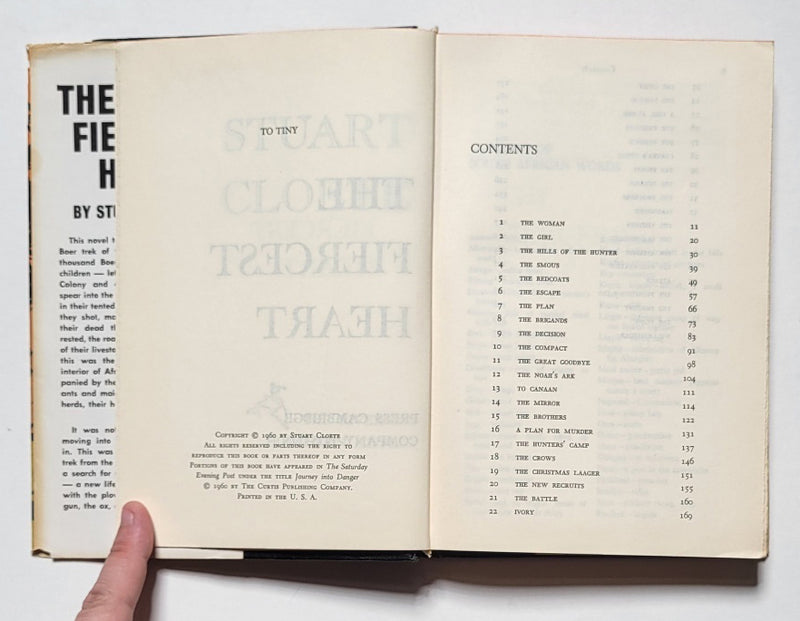 THE
FIE
H
BY ST
This novel
Boer trek of
thousand Boe
children — le
Colony and
spear into the
in their tented
they shot, mo
their dead
rested, the roa
of their livesto
this was the
interior of Af
panied by the
ants and mai
herds, their h
It was no
moving into
in. This was
trek from the
a search for
— a new life
with the plo
gun, the ox,
TO TINY
STUART
CLOETE
THE
FIERCEST
HEART
Copyright © 1960 by Stuart Cloete
All rights reserved including the right to
reproduce this book or parts thereof in any form
Portions of this book have appeared in The Saturday
Evening Post under the title Journey into Danger
© 1960 by The Curtis Publishing Company.
Printed in the U. S. A.
CONTENTS
1 THE WOMAN 11
2 THE GIRL 20
3 THE HILLS OF THE HUNTER 30
4 THE SMOUS 39
5 THE REDCOATS 49
6 THE ESCAPE 57
7 THE PLAN 66
8 THE BRIGANDS 73
9 THE DECISION 83
10 THE COMPACT 91
11 THE GREAT GOODBYE 98
12 THE NOAH'S ARK 104
13 TO CANAAN 111
14 THE MIRROR 114
15 THE BROTHERS 122
16 A PLAN FOR MURDER 131
17 THE HUNTERS' CAMP 137
18 THE CROWS 146
19 THE CHRISTMAS LAAGER 151
20 THE NEW RECRUITS 155
21 THE BATTLE 160
22 IVORY 169